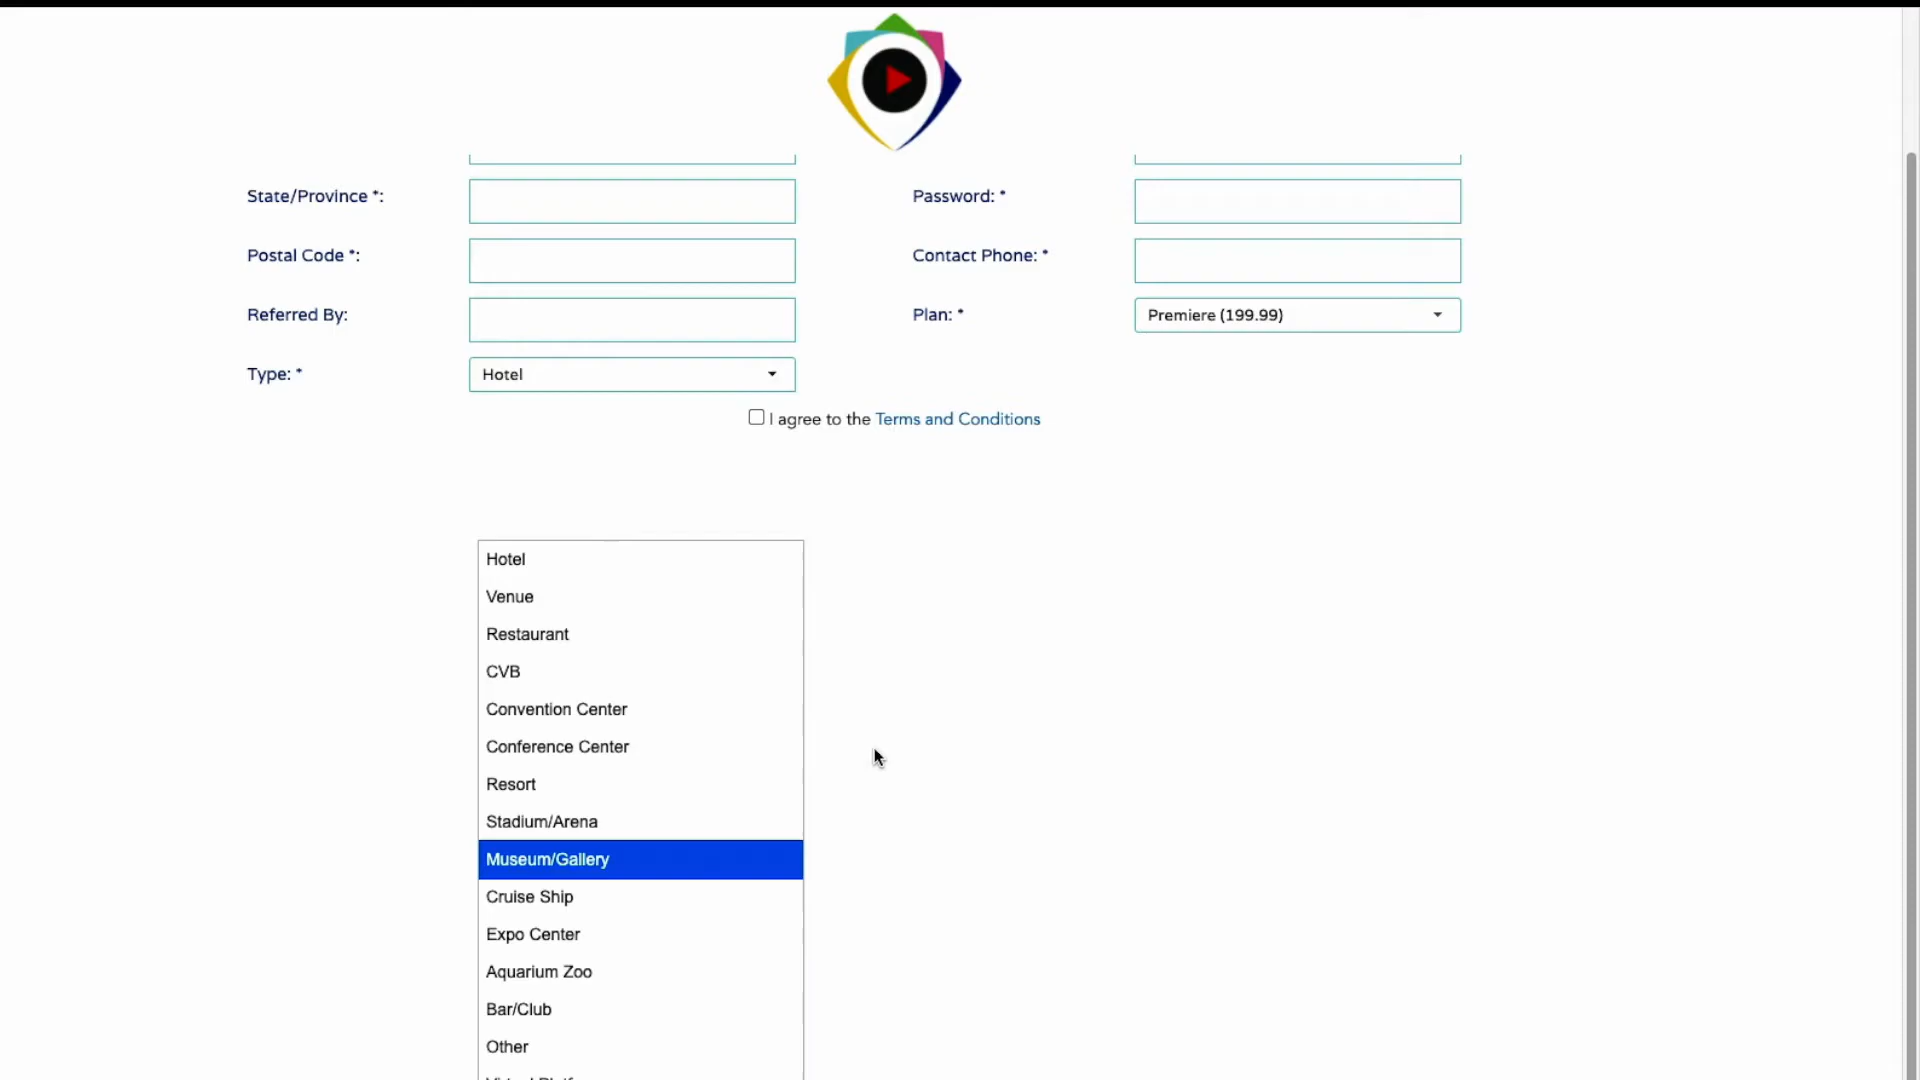 State/Province *:
Password: *
Postal Code *:
Contact Phone: *
Referred By:
Plan: *
Premiere (199.99)
Type: *
Hotel
I agree to the Terms and Conditions
Hotel
Venue
Restaurant
CVB
Convention Center
Conference Center
Resort
Stadium/Arena
Museum/Gallery
Cruise Ship
Expo Center
Aquarium Zoo
Bar/Club
Other